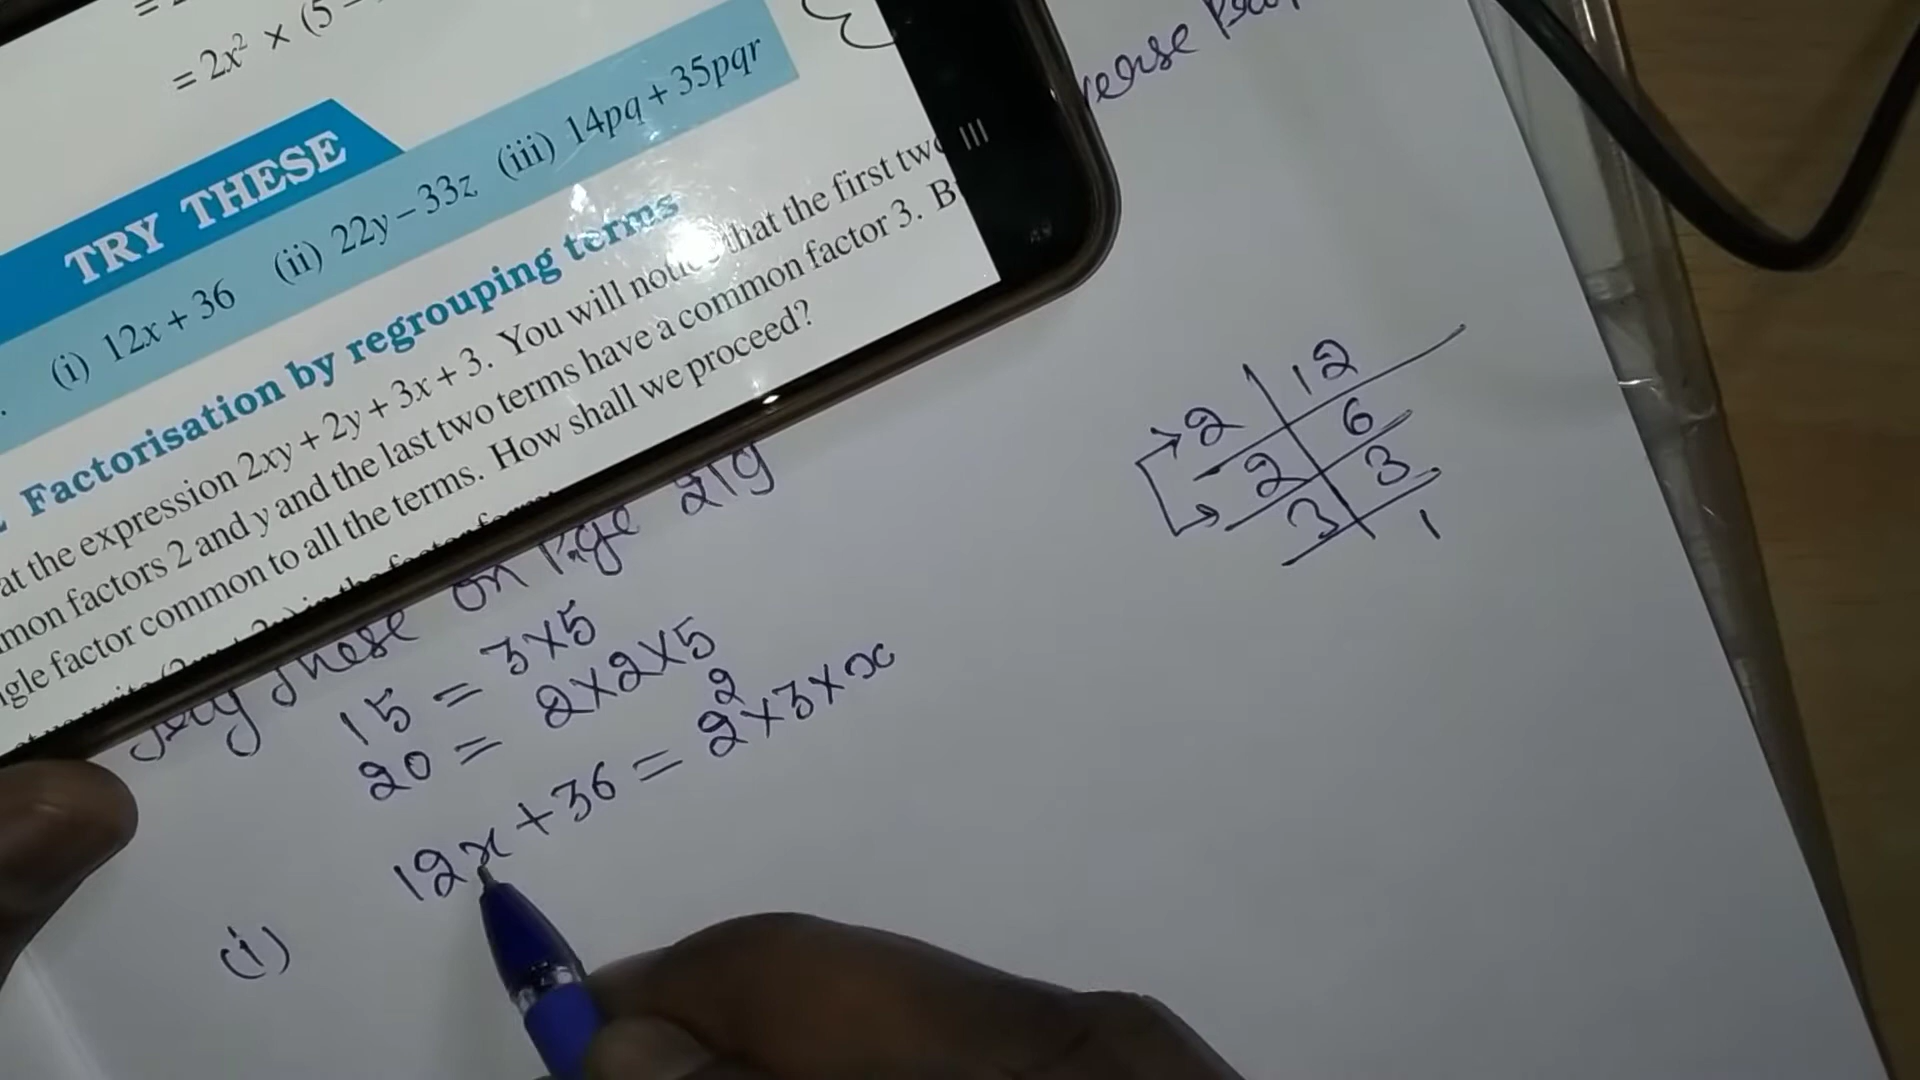 = 2x² × (5 –
TRY THESE
(i) 12x + 36 (ii) 22y – 33z (iii) 14pq + 35pqr
Factorisation by regrouping terms
at the expression 2xy + 2y + 3x + 3. You will notice that the first two
mon factors 2 and y and the last two terms have a common factor 3. B
ngle factor common to all the terms. How shall we proceed?
These on Page 219
15 = 3×5
20 = 2×2×5
(i) 12x + 36 = 2²×3×x
2 | 12
2 | 6
3 | 3
1